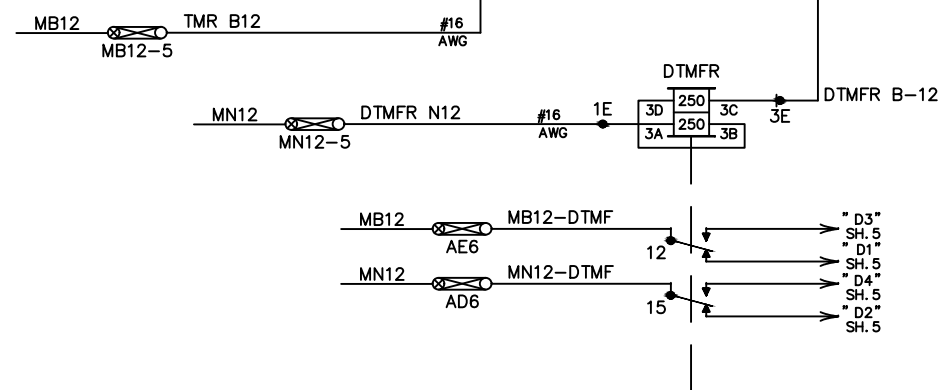 MB12 TMR B12 #16
AWG
MB12-5
DTMFR
3D 250 3C DTMFR B-12
MN12 DTMFR N12 #16 1E 3E
AWG 3A 250 3B
MN12-5
MB12 MB12-DTMF "D3"
SH.5
AE6 12 "D1"
SH.5
MN12 MN12-DTMF "D4"
SH.5
AD6 15 "D2"
SH.5